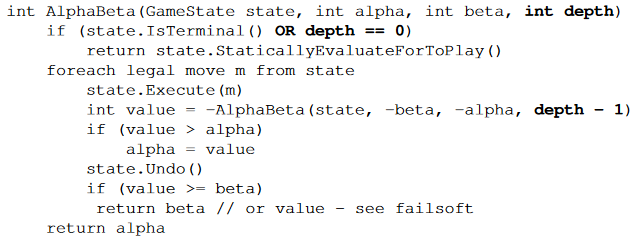 int AlphaBeta(GameState state, int alpha, int beta, int depth)
if (state.IsTerminal() OR depth == 0)
return state.StaticallyEvaluateForToPlay()
foreach legal move m from state
state.Execute(m)
int value = -AlphaBeta(state, -beta, -alpha, depth - 1)
if (value > alpha)
alpha = value
state.Undo()
if (value >= beta)
return beta // or value - see failsoft
return alpha